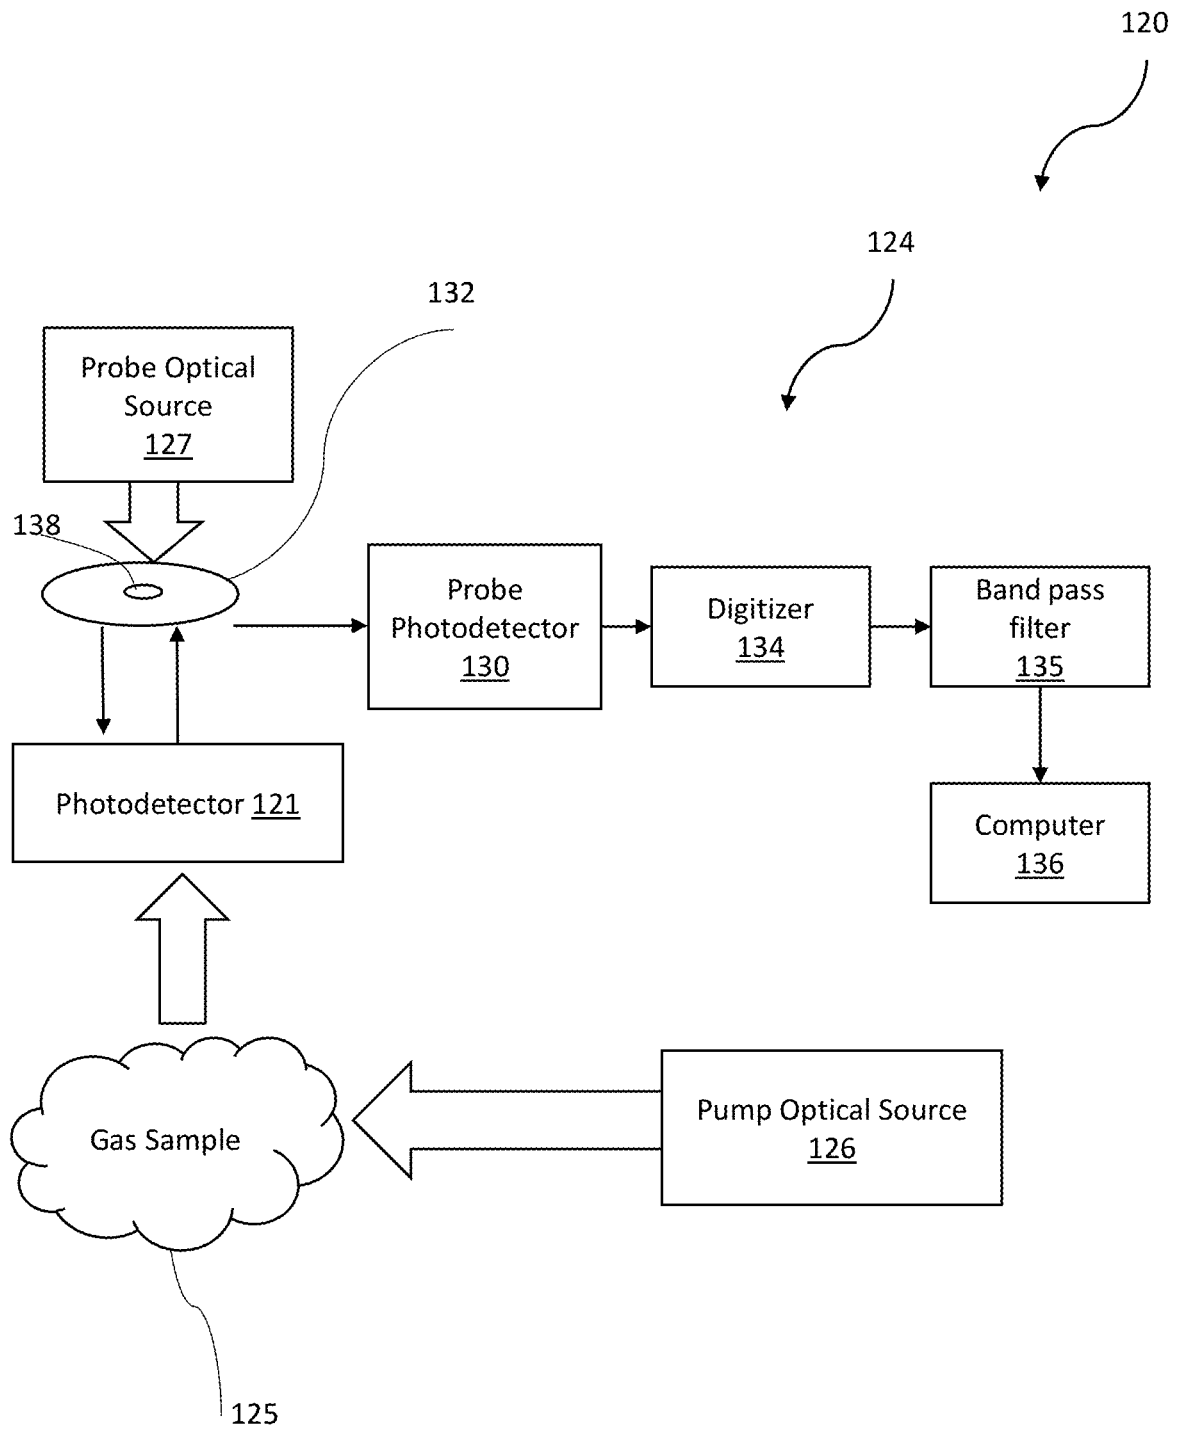 120
124
132
Probe Optical
Source
127
138
Probe
Photodetector
130
Digitizer
134
Band pass
filter
135
Photodetector 121
Computer
136
Gas Sample
Pump Optical Source
126
125